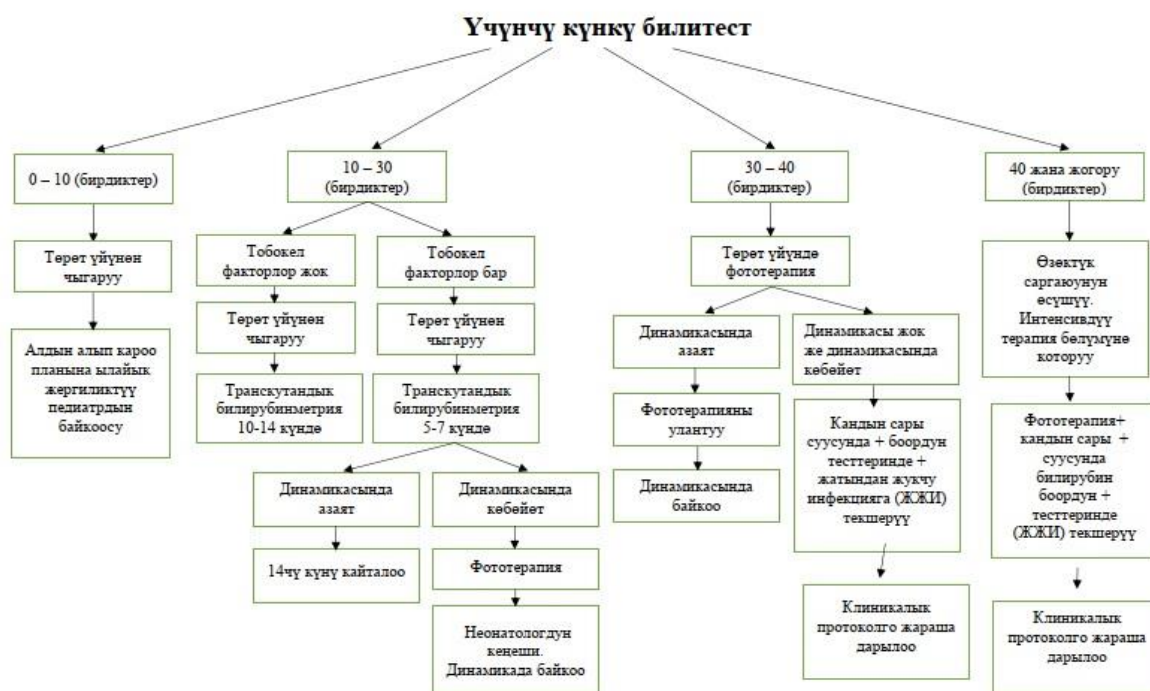 Үчүнчү күнкү билитест
0 – 10 (бирдиктер)
Төрөт үйүнөн
чыгаруу
Алдын алып кароо
планына ылайык
жергиликтүү
педиатрдын
байкоосу
10 – 30
(бирдиктер)
Тобокел
факторлор жок
Төрөт үйүнөн
чыгаруу
Транскутандык
билирубинметрия
10-14 күндө
Тобокел
факторлор бар
Төрөт үйүнөн
чыгаруу
Транскутандык
билирубинметрия
5-7 күндө
Динамикасында
азаят
14чү күнү кайталоо
Динамикасында
көбөйөт
Фототерапия
Неонатологдун
кеңеши.
Динамикада байкоо
30 – 40
(бирдиктер)
Төрөт үйүндө
фототерапия
Динамикасында
азаят
Фототерапияны
улантуу
Динамикасында
байкоо
Динамикасы жок
же динамикасында
көбөйөт
Кандын сары
суусунда + боордун
тесттеринде +
жатындан жукчу
инфекцияга (ЖЖИ)
текшерүү
Клиникалык
протоколго жараша
дарылоо
40 жана жогору
(бирдиктер)
Өзөктүк
саргаюунун
өсүшүү.
Интенсивдүү
терапия бөлүмүнө
которуу
Фототерапия+
кандын сары +
суусунда
билирубин
боордун +
тесттеринде
(ЖЖИ) текшерүү
Клиникалык
протоколго жараша
дарылоо